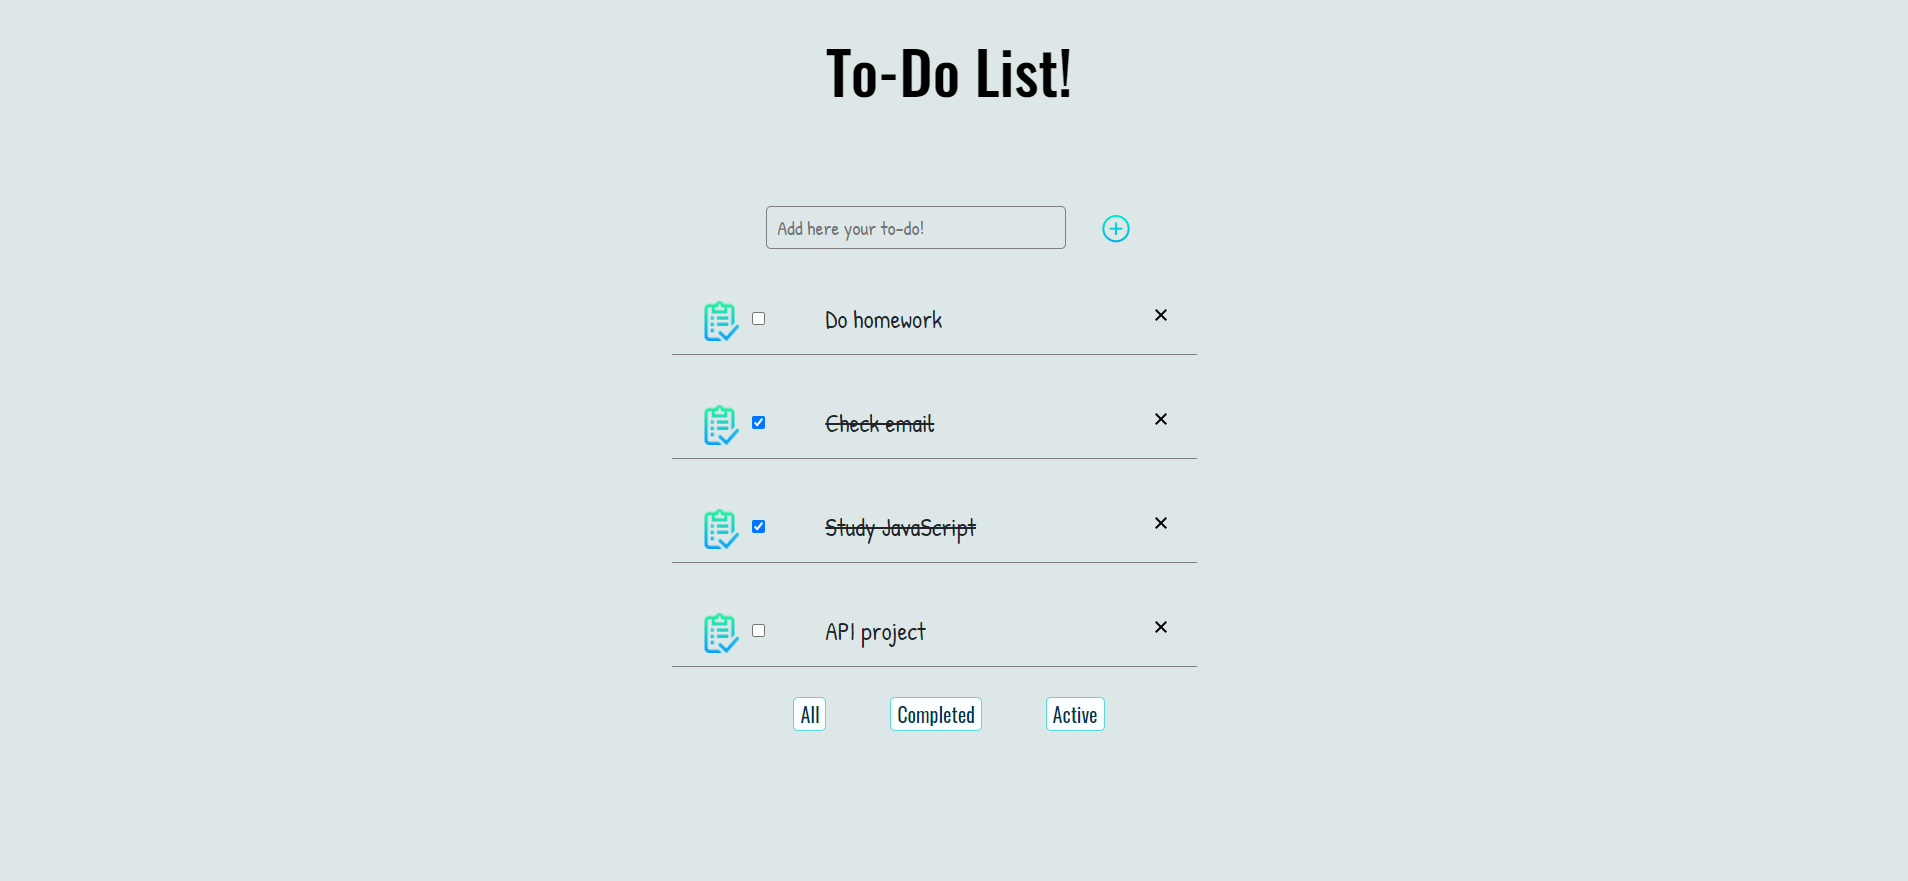 To-Do List!
Add here your to-do!
Do homework
Check email
Study JavaScript
API project
All Completed Active